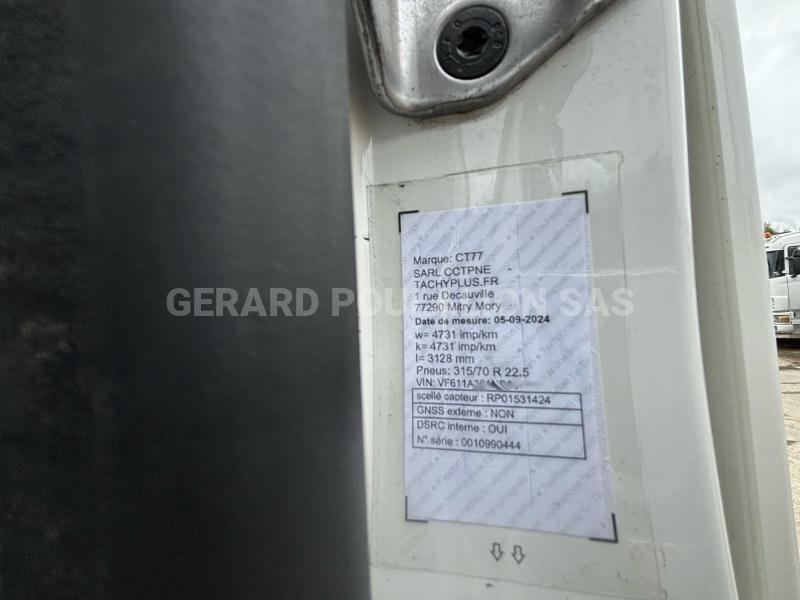 Marque: CT77
SARL CCTPNE
TACHYPLUS.FR
1 rue Decauville
77290 Mitry Mory
GERARD POUMISSON SAS
Date de mesure: 05-09-2024
w= 4731 imp/km
k= 4731 imp/km
l= 3128 mm
Pneus: 315/70 R 22.5
VIN:
scellé capteur : RP01531424
GNSS externe : NON
DSRC interne : OUI
N° série : 0010990444